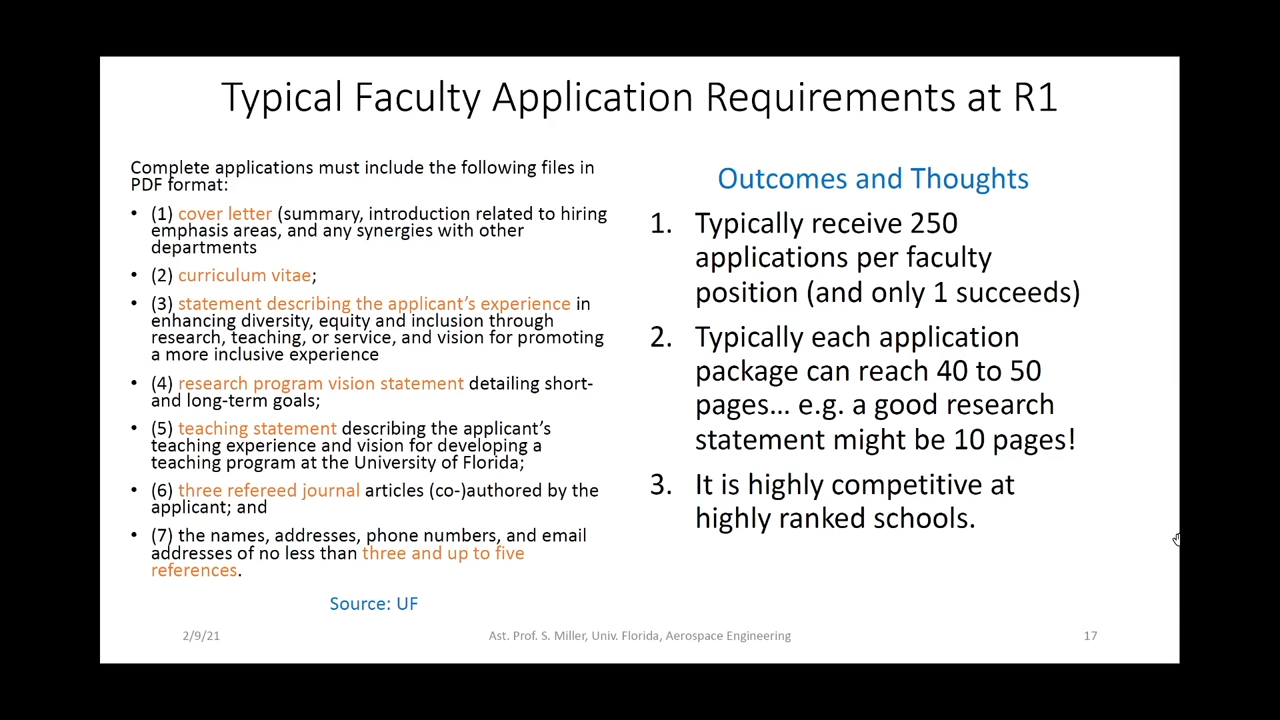 Typical Faculty Application Requirements at R1
Complete applications must include the following files in
PDF format:
• (1) cover letter (summary, introduction related to hiring
emphasis areas, and any synergies with other
departments
• (2) curriculum vitae;
• (3) statement describing the applicant's experience in
enhancing diversity, equity and inclusion through
research, teaching, or service, and vision for promoting
a more inclusive experience
• (4) research program vision statement detailing short-
and long-term goals;
• (5) teaching statement describing the applicant's
teaching experience and vision for developing a
teaching program at the University of Florida;
• (6) three refereed journal articles (co-)authored by the
applicant; and
• (7) the names, addresses, phone numbers, and email
addresses of no less than three and up to five
references.
Source: UF
Outcomes and Thoughts
1. Typically receive 250
applications per faculty
position (and only 1 succeeds)
2. Typically each application
package can reach 40 to 50
pages... e.g. a good research
statement might be 10 pages!
3. It is highly competitive at
highly ranked schools.
2/9/21
Ast. Prof. S. Miller, Univ. Florida, Aerospace Engineering
17